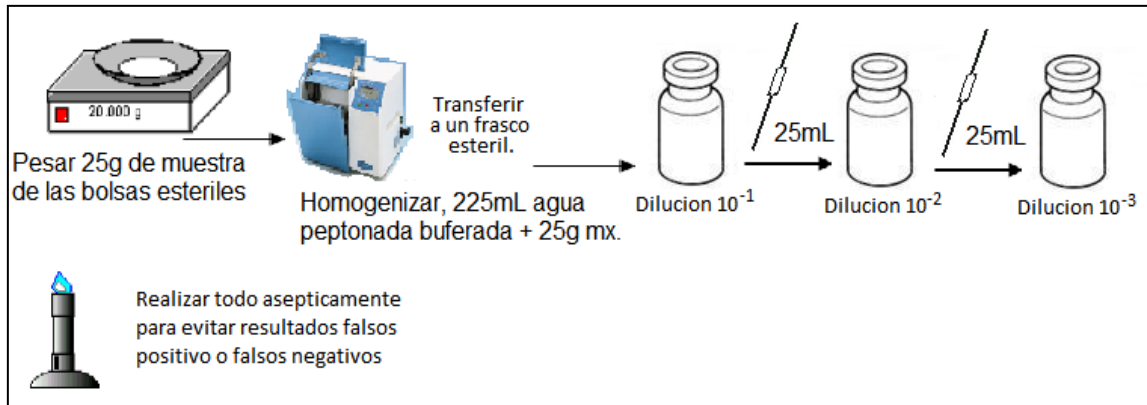 20.000 g
Pesar 25g de muestra
de las bolsas esteriles
Transferir
a un frasco
esteril.
Homogenizar, 225mL agua
peptonada buferada + 25g mx.
25mL
25mL
Dilucion 10⁻¹
Dilucion 10⁻²
Dilucion 10⁻³
Realizar todo asepticamente
para evitar resultados falsos
positivo o falsos negativos